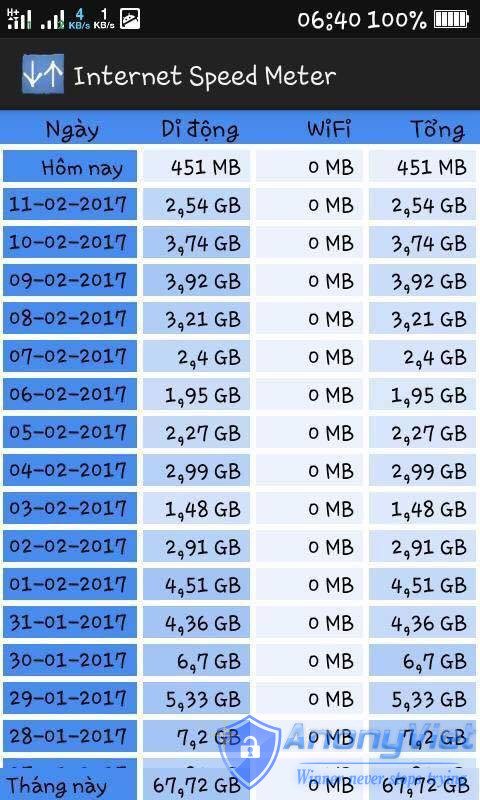 H+ 4 KB/s 1 KB/s 06:40 100%
Internet Speed Meter
Ngày Di động WiFi Tổng
Hôm nay 451 MB 0 MB 451 MB
11-02-2017 2,54 GB 0 MB 2,54 GB
10-02-2017 3,74 GB 0 MB 3,74 GB
09-02-2017 3,92 GB 0 MB 3,92 GB
08-02-2017 3,21 GB 0 MB 3,21 GB
07-02-2017 2,4 GB 0 MB 2,4 GB
06-02-2017 1,95 GB 0 MB 1,95 GB
05-02-2017 2,27 GB 0 MB 2,27 GB
04-02-2017 2,99 GB 0 MB 2,99 GB
03-02-2017 1,48 GB 0 MB 1,48 GB
02-02-2017 2,91 GB 0 MB 2,91 GB
01-02-2017 4,51 GB 0 MB 4,51 GB
31-01-2017 4,36 GB 0 MB 4,36 GB
30-01-2017 6,7 GB 0 MB 6,7 GB
29-01-2017 5,33 GB 0 MB 5,33 GB
28-01-2017 7,2 GB 0 MB 7,2 GB
AnonyViet
Winner never stops trying
Tháng này 67,72 GB 0 MB 67,72 GB